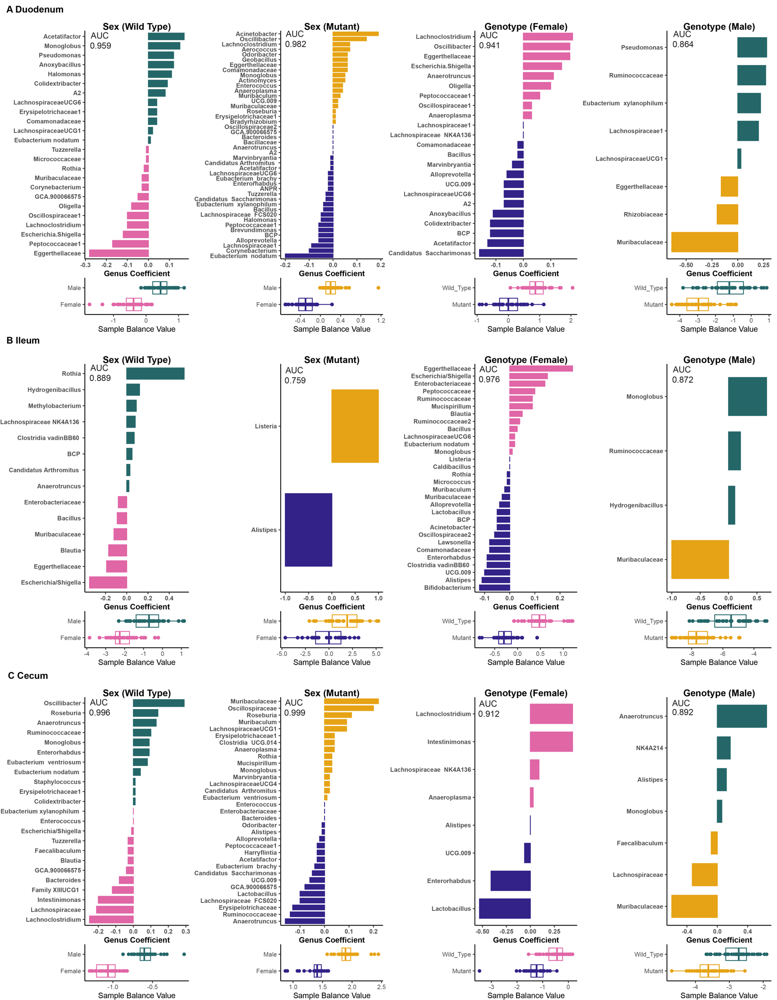 A Duodenum
Sex (Wild Type)
AUC
0.959
Acetatifactor
Monoglobus
Pseudomonas
Anoxybacillus
Halomonas
Colidextribacter
A2
LachnospiraceaeUCG6
Erysipelotrichaceae1
Comamonadaceae
LachnospiraceaeUCG1
Eubacterium nodatum
Tuzzerella
Micrococcaceae
Rothia
Muribaculaceae
Corynebacterium
GCA.900066575
Oligella
Oscillospiraceae1
Lachnoclostridium
Escherichia.Shigella
Peptococcaceae1
Eggerthellaceae
-0.3 -0.2 -0.1 0.0 0.1
Genus Coefficient
Male
Female
-1 0 1
Sample Balance Value
Sex (Mutant)
AUC
0.982
Acinetobacter
Oscillibacter
Lachnoclostridium
Aerococcus
Odoribacter
Geobacillus
Eggerthellaceae
Comamonadaceae
Monoglobus
Actinomyces
Enterococcus
Anaeroplasma
Muribaculum
UCG.009
Muribaculaceae
Roseburia
Erysipelotrichaceae1
Bradyrhizobium
Oscillospiraceae2
GCA.900066575
Bacteroides
Bacillaceae
Anaerotruncus
A2
Marvinbryantia
Candidatus Arthromitus
Acetatifactor
LachnospiraceaeUCG6
Eubacterium brachy
Enterorhabdus
ANPR
Tuzzerella
Candidatus Saccharimonas
Eubacterium xylanophilum
Bacillus
Lachnospiraceae FCS020
Halomonas
Peptococcaceae1
Brevundimonas
BCP
Alloprevotella
Lachnospiraceae1
Corynebacterium
Eubacterium nodatum
-0.2 -0.1 0.0 0.1 0.2
Genus Coefficient
Male
Female
-0.4 0.0 0.4 0.8 1.2
Sample Balance Value
Genotype (Female)
AUC
0.941
Lachnoclostridium
Oscillibacter
Eggerthellaceae
Escherichia.Shigella
Anaerotruncus
Oligella
Peptococcaceae1
Oscillospiraceae1
Anaeroplasma
Lachnospiraceae1
Lachnospiraceae NK4A136
Comamonadaceae
Bacillus
Marvinbryantia
Alloprevotella
UCG.009
LachnospiraceaeUCG6
A2
Anoxybacillus
Colidextribacter
BCP
Acetatifactor
Candidatus Saccharimonas
-0.1 0.0 0.1
Genus Coefficient
Wild_Type
Mutant
-1 0 1 2
Sample Balance Value
Genotype (Male)
AUC
0.864
Pseudomonas
Ruminococcaceae
Eubacterium xylanophilum
Lachnospiraceae1
LachnospiraceaeUCG1
Eggerthellaceae
Rhizobiaceae
Muribaculaceae
-0.50 -0.25 0.00 0.25
Genus Coefficient
Wild_Type
Mutant
-4 -3 -2 -1 0 1
Sample Balance Value
B Ileum
Sex (Wild Type)
AUC
0.889
Rothia
Hydrogenibacillus
Methylobacterium
Lachnospiraceae NK4A136
Clostridia vadinBB60
BCP
Candidatus Arthromitus
Anaerotruncus
Enterobacteriaceae
Bacillus
Muribaculaceae
Blautia
Eggerthellaceae
Escherichia/Shigella
-0.2 0.0 0.2 0.4
Genus Coefficient
Male
Female
-4 -3 -2 -1 0 1
Sample Balance Value
Sex (Mutant)
AUC
0.759
Listeria
Alistipes
-1.0 -0.5 0.0 0.5 1.0
Genus Coefficient
Male
Female
-5.0 -2.5 0.0 2.5 5.0
Sample Balance Value
Genotype (Female)
AUC
0.976
Eggerthellaceae
Escherichia/Shigella
Enterobacteriaceae
Peptococcaceae
Ruminococcaceae
Mucispirillum
Blautia
Ruminococcaceae2
Bacillus
LachnospiraceaeUCG6
Eubacterium nodatum
Monoglobus
Listeria
Caldibacillus
Rothia
Micrococcus
Muribaculum
Muribaculaceae
Alloprevotella
Lactobacillus
BCP
Acinetobacter
Oscillospiraceae2
Lawsonella
Comamonadaceae
Enterorhabdus
Clostridia vadinBB60
UCG.009
Alistipes
Bifidobacterium
-0.1 0.0 0.1 0.2
Genus Coefficient
Wild_Type
Mutant
-0.5 0.0 0.5 1.0
Sample Balance Value
Genotype (Male)
AUC
0.872
Monoglobus
Ruminococcaceae
Hydrogenibacillus
Muribaculaceae
-1.0 -0.5 0.0 0.5
Genus Coefficient
Wild_Type
Mutant
-8 -6 -4
Sample Balance Value
C Cecum
Sex (Wild Type)
AUC
0.996
Oscillibacter
Roseburia
Anaerotruncus
Ruminococcaceae
Monoglobus
Enterorhabdus
Eubacterium ventriosum
Eubacterium nodatum
Staphylococcus
Erysipelotrichaceae1
Colidextribacter
Eubacterium xylanophilum
Enterococcus
Escherichia/Shigella
Tuzzerella
Faecalibaculum
Blautia
GCA.900066575
Bacteroides
Family XIIIUCG1
Intestinimonas
Lachnospiraceae
Lachnoclostridium
-0.2 -0.1 0.0 0.1 0.2 0.3
Genus Coefficient
Male
Female
-1.0 -0.5
Sample Balance Value
Sex (Mutant)
AUC
0.999
Muribaculaceae
Oscillospiraceae
Roseburia
Muribaculum
LachnospiraceaeUCG1
Erysipelotrichaceae1
Clostridia UCG.014
Anaeroplasma
Rothia
Mucispirillum
Monoglobus
Marvinbryantia
LachnospiraceaeUCG4
Candidatus Arthromitus
Eubacterium ventriosum
Enterococcus
Enterobacteriaceae
Bacteroides
Odoribacter
Alistipes
Alloprevotella
Peptococcaceae1
Harryflintia
Acetatifactor
Eubacterium brachy
Candidatus Saccharimonas
UCG.009
GCA.900066575
Lactobacillus
Lachnospiraceae FCS020
Erysipelotrichaceae
Ruminococcaceae
Anaerotruncus
-0.1 0.0 0.1 0.2
Genus Coefficient
Male
Female
1.0 1.5 2.0 2.5
Sample Balance Value
Genotype (Female)
AUC
0.912
Lachnoclostridium
Intestinimonas
Lachnospiraceae NK4A136
Anaeroplasma
Alistipes
UCG.009
Enterorhabdus
Lactobacillus
-0.50 -0.25 0.00 0.25
Genus Coefficient
Wild_Type
Mutant
-3 -2 -1 0
Sample Balance Value
Genotype (Male)
AUC
0.892
Anaerotruncus
NK4A214
Alistipes
Monoglobus
Faecalibaculum
Lachnospiraceae
Muribaculaceae
-0.4 0.0 0.4
Genus Coefficient
Wild_Type
Mutant
-4 -3 -2
Sample Balance Value